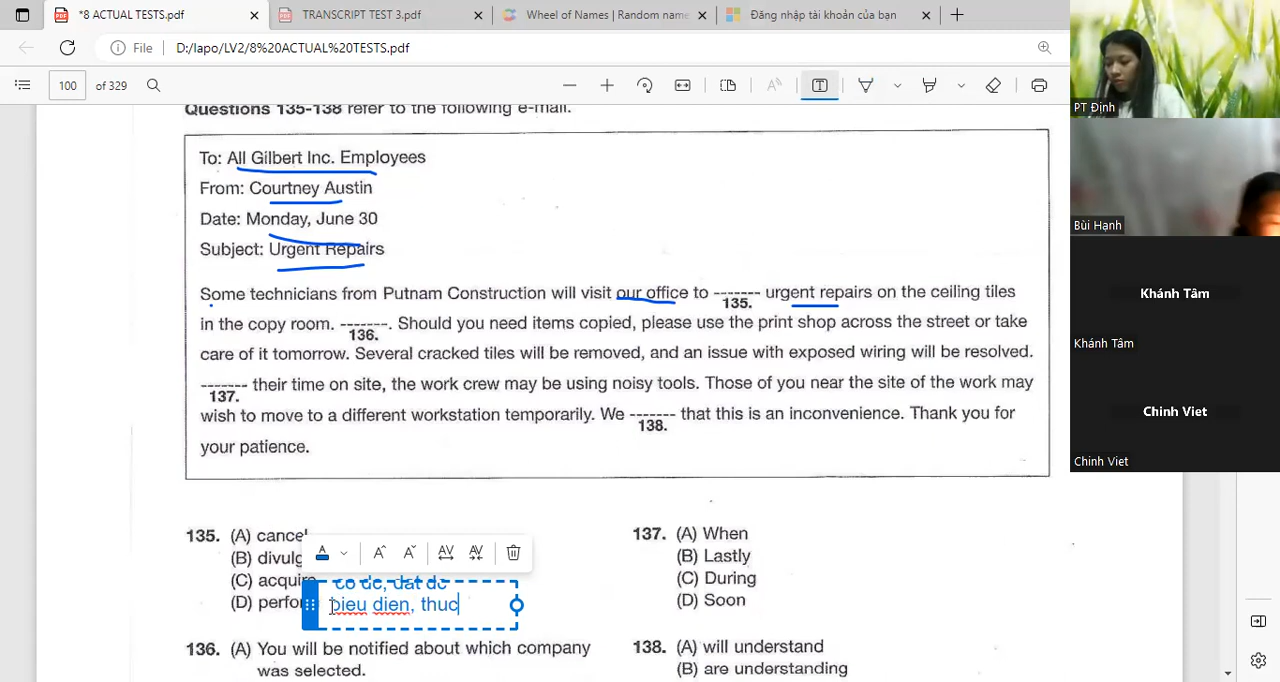 *8 ACTUAL TESTS.pdf
TRANSCRIPT TEST 3.pdf
Wheel of Names | Random name
Đăng nhập tài khoản của bạn
File
D:/lapo/LV2/8%20ACTUAL%20TESTS.pdf
100 of 329
Questions 135-138 refer to the following e-mail.
To: All Gilbert Inc. Employees
From: Courtney Austin
Date: Monday, June 30
Subject: Urgent Repairs
Some technicians from Putnam Construction will visit our office to ------- urgent repairs on the ceiling tiles
135.
in the copy room. -------. Should you need items copied, please use the print shop across the street or take
136.
care of it tomorrow. Several cracked tiles will be removed, and an issue with exposed wiring will be resolved.
------- their time on site, the work crew may be using noisy tools. Those of you near the site of the work may
137.
wish to move to a different workstation temporarily. We ------- that this is an inconvenience. Thank you for
138.
your patience.
135. (A) cancel
(B) divulg
(C) acquire
(D) perfor
co dc, dat dc
bieu dien, thuc
136. (A) You will be notified about which company
was selected.
137. (A) When
(B) Lastly
(C) During
(D) Soon
138. (A) will understand
(B) are understanding
PT Định
Bùi Hạnh
Khánh Tâm
Khánh Tâm
Chinh Viet
Chinh Viet